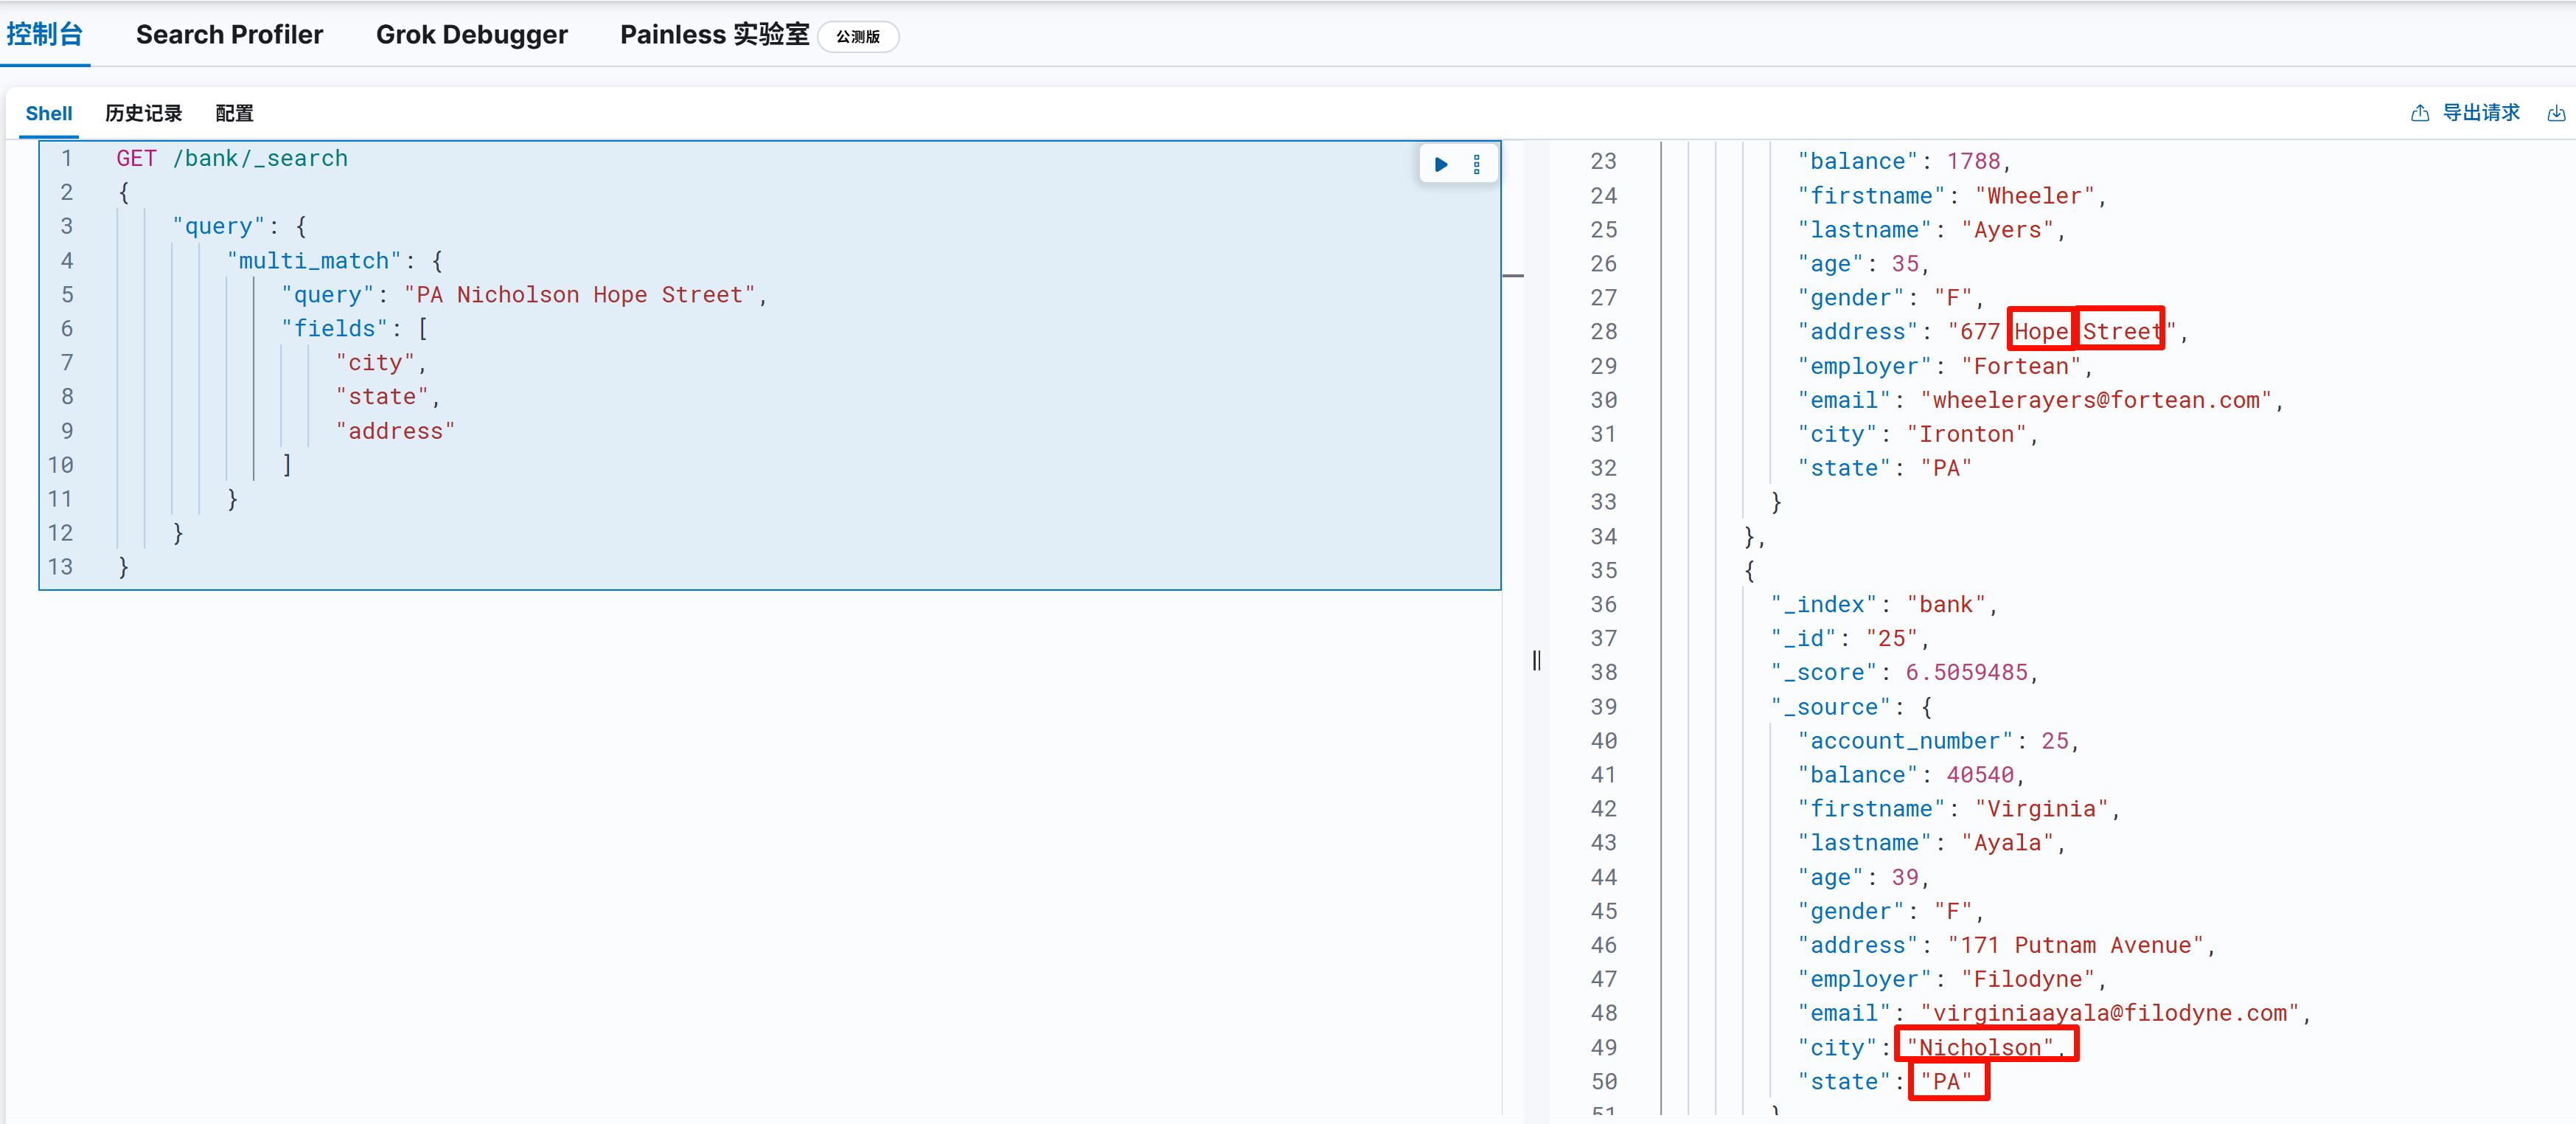 控制台 Search Profiler Grok Debugger Painless 实验室 公测版
Shell 历史记录 配置 导出请求
1 GET /bank/_search
2 {
3 "query": {
4 "multi_match": {
5 "query": "PA Nicholson Hope Street",
6 "fields": [
7 "city",
8 "state",
9 "address"
10 ]
11 }
12 }
13 }
23 "balance": 1788,
24 "firstname": "Wheeler",
25 "lastname": "Ayers",
26 "age": 35,
27 "gender": "F",
28 "address": "677 Hope Street",
29 "employer": "Fortean",
30 "email": "wheelerayers@fortean.com",
31 "city": "Ironton",
32 "state": "PA"
33 }
34 },
35 {
36 "_index": "bank",
37 "_id": "25",
38 "_score": 6.5059485,
39 "_source": {
40 "account_number": 25,
41 "balance": 40540,
42 "firstname": "Virginia",
43 "lastname": "Ayala",
44 "age": 39,
45 "gender": "F",
46 "address": "171 Putnam Avenue",
47 "employer": "Filodyne",
48 "email": "virginiaayala@filodyne.com",
49 "city": "Nicholson",
50 "state": "PA"
51 }